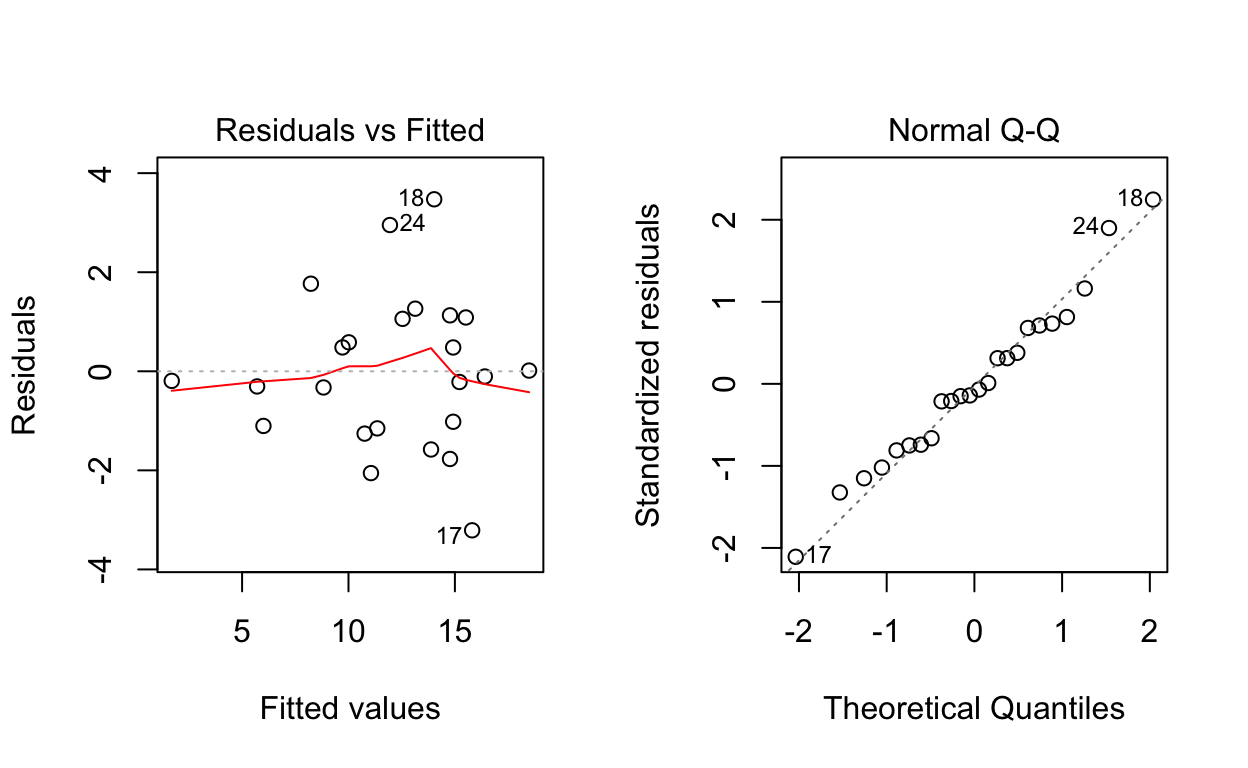 Residuals vs Fitted
4
2
0
-2
-4
Residuals
18
24
17
5 10 15
Fitted values
Normal Q-Q
2
1
0
-1
-2
Standardized residuals
18
24
17
-2 -1 0 1 2
Theoretical Quantiles